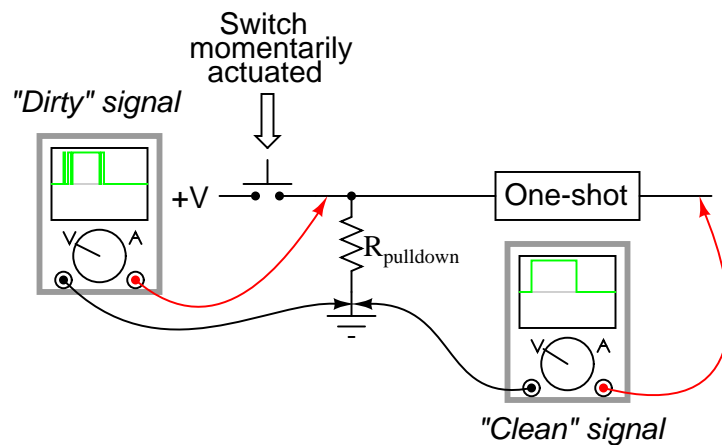 Switch
momentarily
actuated
"Dirty" signal
V A
+V
One-shot
Rpulldown
V A
"Clean" signal